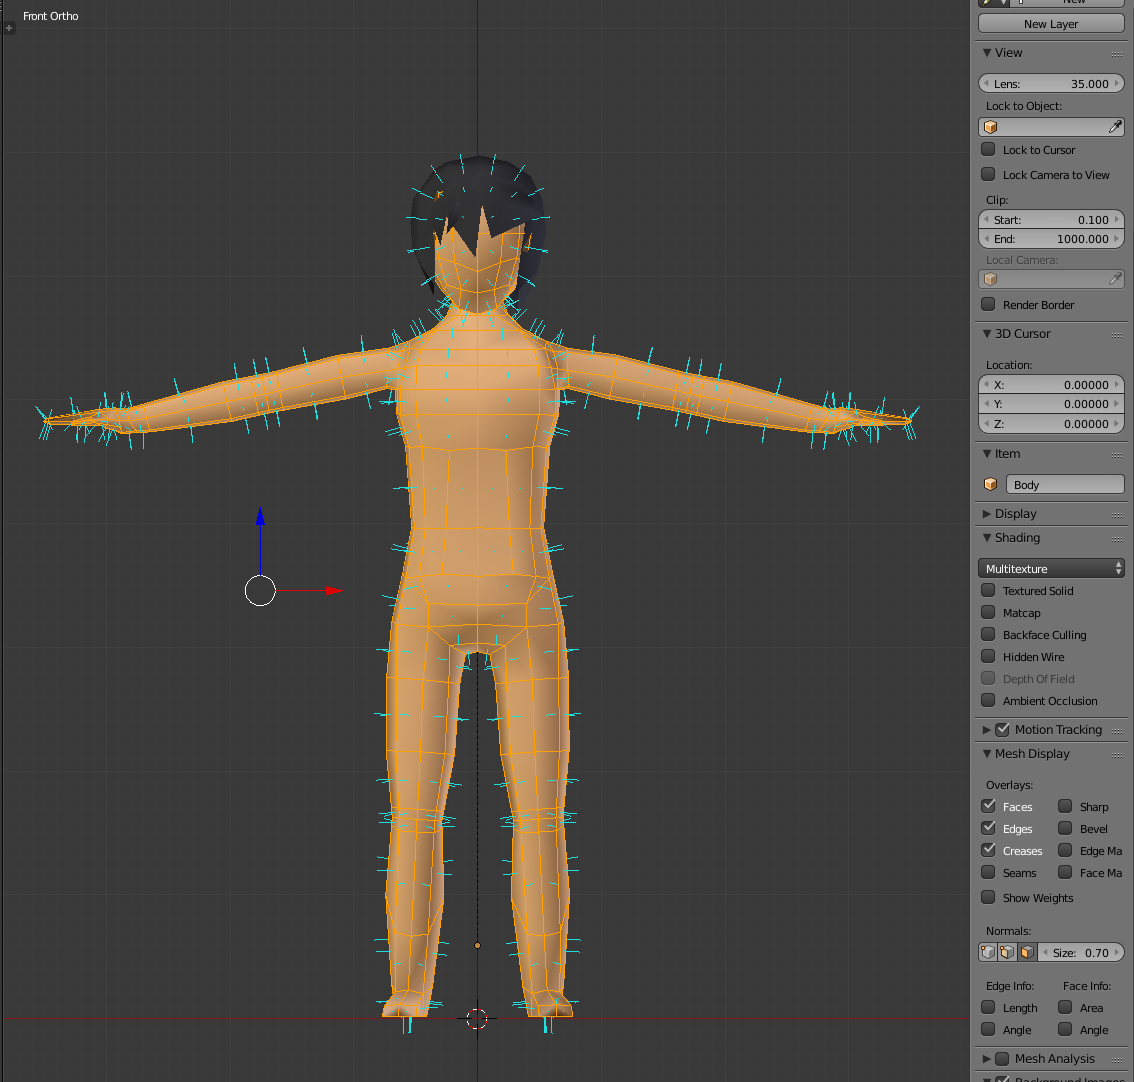 Front Ortho
New
New Layer
View
Lens: 35.000
Lock to Object:
Lock to Cursor
Lock Camera to View
Clip:
Start: 0.100
End: 1000.000
Local Camera:
Render Border
3D Cursor
Location:
X: 0.00000
Y: 0.00000
Z: 0.00000
Item
Body
Display
Shading
Multitexture
Textured Solid
Matcap
Backface Culling
Hidden Wire
Depth Of Field
Ambient Occlusion
Motion Tracking
Mesh Display
Overlays:
Faces Sharp
Edges Bevel
Creases Edge Ma
Seams Face Ma
Show Weights
Normals:
Size: 0.70
Edge Info: Face Info:
Length Area
Angle Angle
Mesh Analysis
Background Images